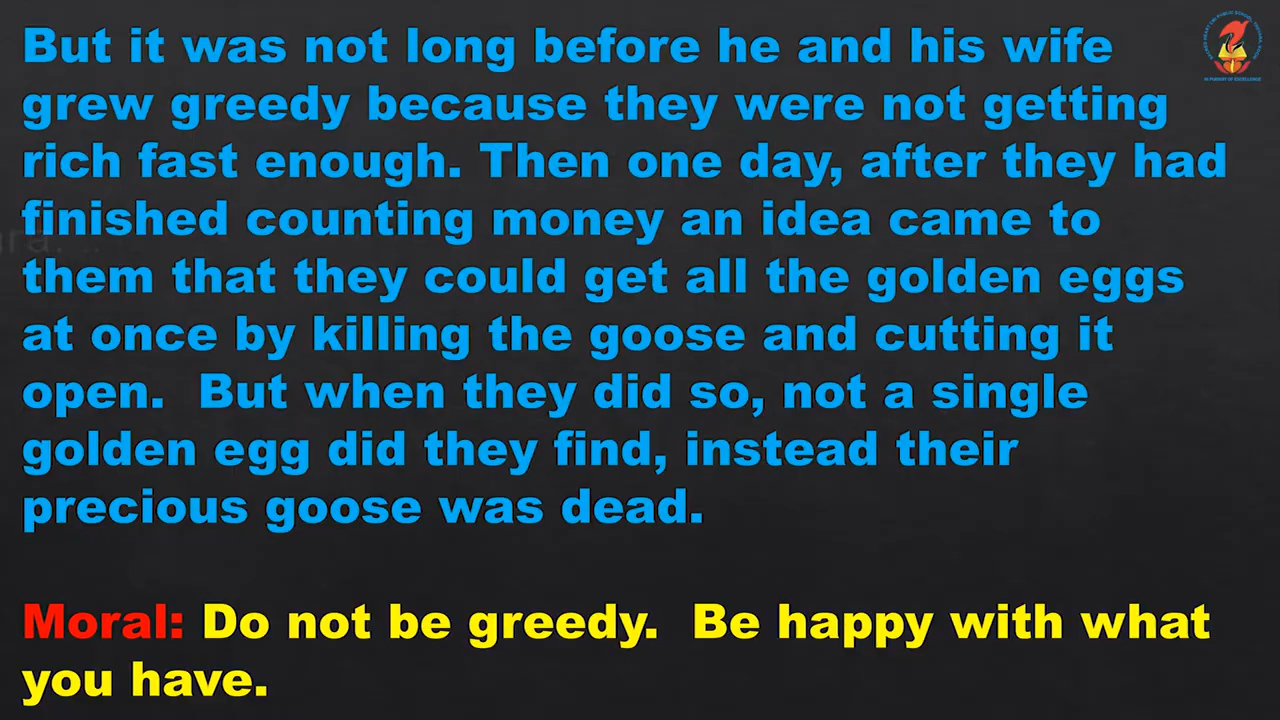 But it was not long before he and his wife
grew greedy because they were not getting
rich fast enough. Then one day, after they had
finished counting money an idea came to
them that they could get all the golden eggs
at once by killing the goose and cutting it
open.  But when they did so, not a single
golden egg did they find, instead their
precious goose was dead.
Moral: Do not be greedy.  Be happy with what
you have.
IN PURSUIT OF EXCELLENCE